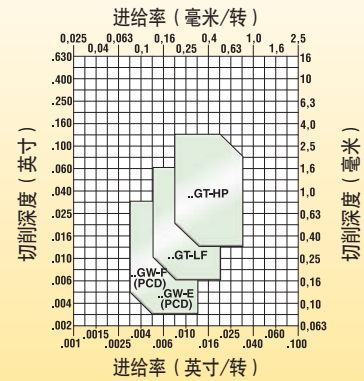 进给率（毫米/转）
0,025 0,063 0,16 0,4 1,0 2,5
0,04 0,1 0,25 0,63 1,6
.630
.400
.250
.160
.100
.060
.040
.025
.016
.010
.006
.004
.002
切削深度（英寸）
16
10
6,3
4,0
2,5
1,6
1,0
0,63
0,40
0,25
0,16
0,10
0,063
切削深度（毫米）
..GT-HP
..GT-LF
..GW-F
(PCD)
..GW-E
(PCD)
.0015 .004 .010 .025 .060
.001 .0025 .006 .016 .040 .100
进给率（英寸/转）